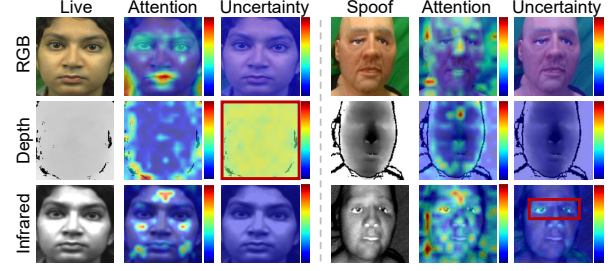 Live Attention Uncertainty Spoof Attention Uncertainty
RGB
Depth
Infrared